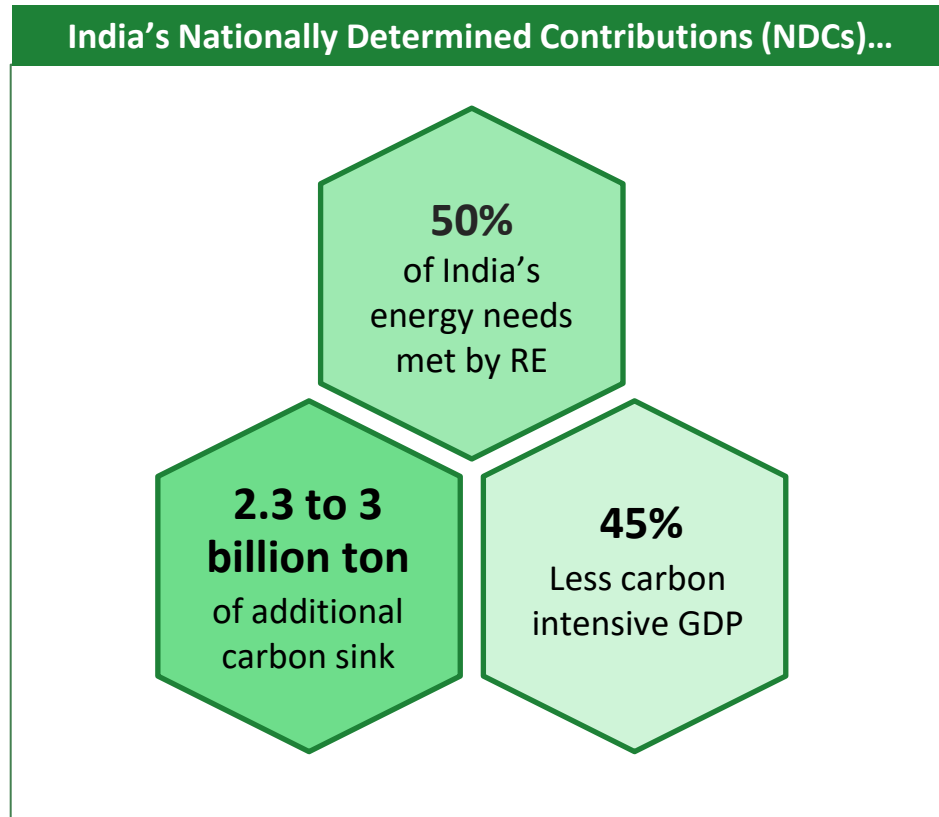 India’s Nationally Determined Contributions (NDCs)…
50%
of India’s
energy needs
met by RE
2.3 to 3
billion ton
of additional
carbon sink
45%
Less carbon
intensive GDP